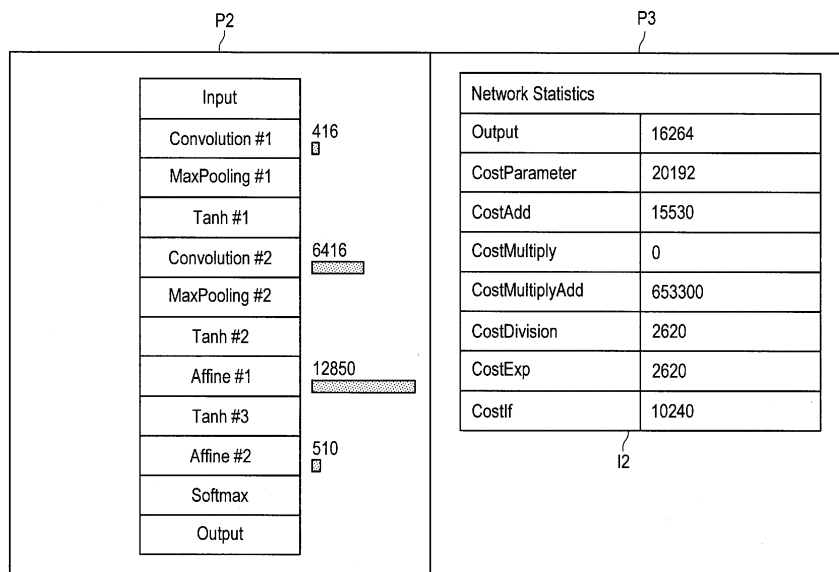 P2
P3
Input
Convolution #1
416
MaxPooling #1
Tanh #1
Convolution #2
6416
MaxPooling #2
Tanh #2
Affine #1
12850
Tanh #3
Affine #2
510
Softmax
Output
Network Statistics
Output 16264
CostParameter 20192
CostAdd 15530
CostMultiply 0
CostMultiplyAdd 653300
CostDivision 2620
CostExp 2620
CostIf 10240
I2